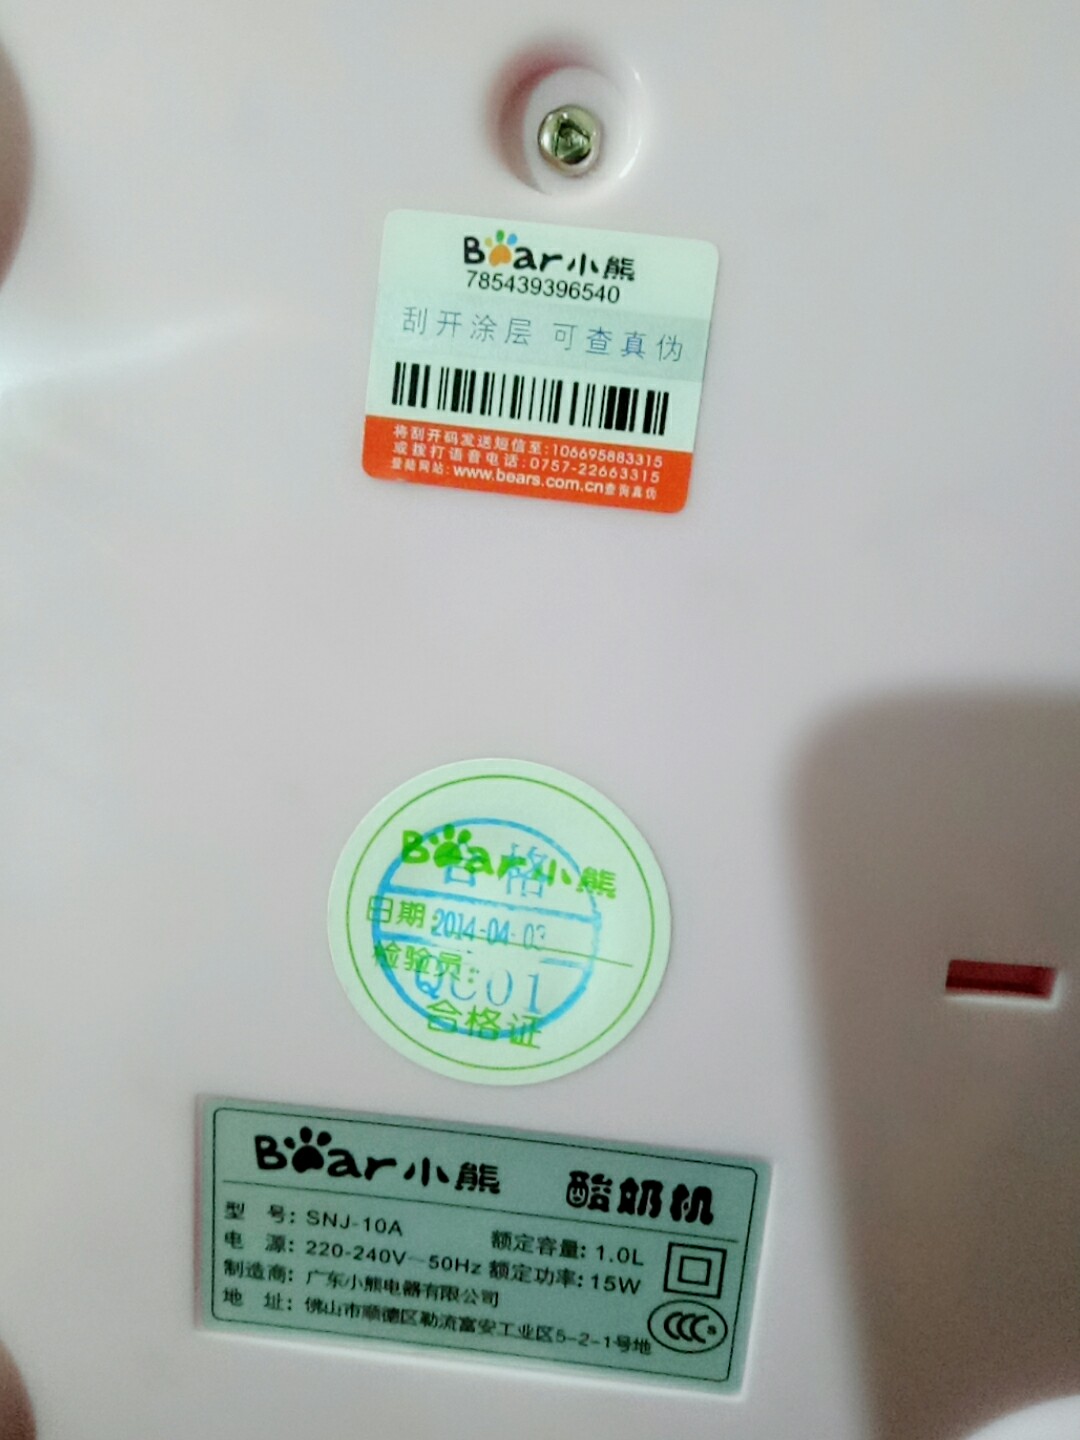 Bear小熊
785439396540
刮开涂层 可查真伪
将刮开码发送短信至:106695883315
或拨打语音电话:0757-22663315
登陆网站:www.bears.com.cn查询真伪
Bear小熊
合格
日期:2014-04-03
检验员:
QC01
合格证
Bear小熊 酸奶机
型 号: SNJ-10A 额定容量: 1.0L
电 源: 220-240V~50Hz 额定功率: 15W
制造商: 广东小熊电器有限公司
地 址: 佛山市顺德区勒流富安工业区5-2-1号地
CCC S